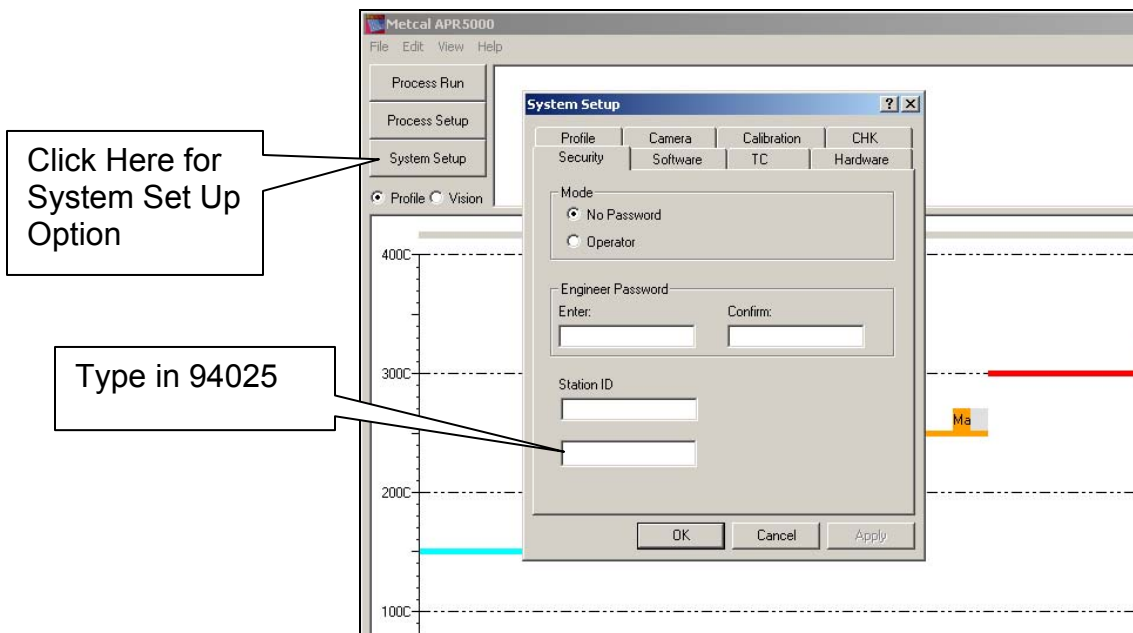 Metcal APR5000
File Edit View Help
Process Run
Process Setup
System Setup
Profile Vision
Click Here for
System Set Up
Option
System Setup
Profile Camera Calibration CHK
Security Software TC Hardware
Mode
No Password
Operator
Engineer Password
Enter: Confirm:
Station ID
OK Cancel Apply
Type in 94025
400C
300C
200C
100C
Ma